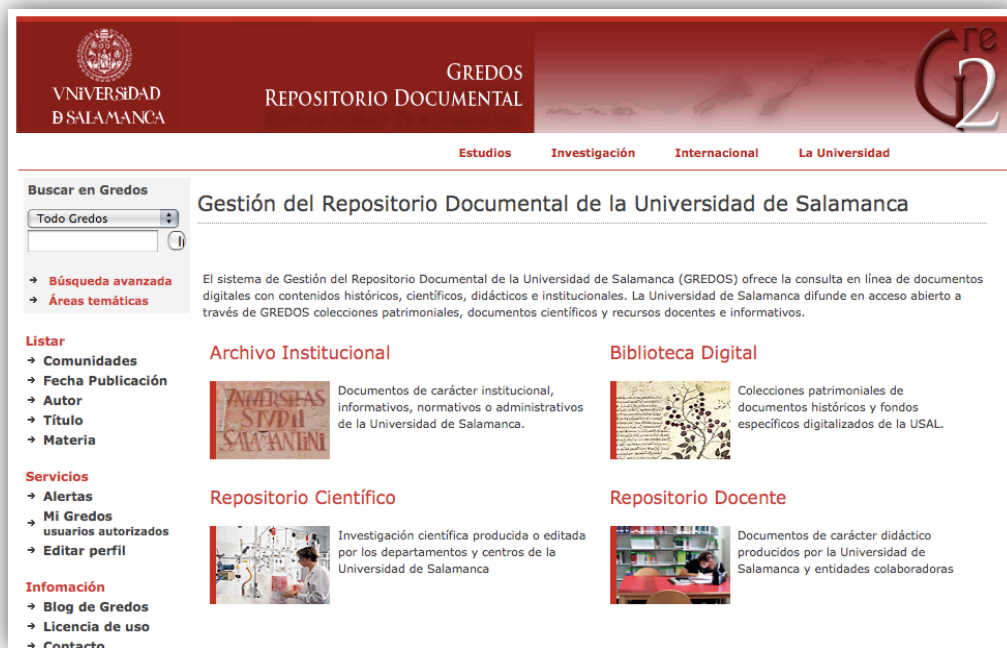 VNiVERSiDAD
Ð SALAMANCA
GREDOS
REPOSITORIO DOCUMENTAL
Gre
2
Estudios Investigación Internacional La Universidad
Buscar en Gredos
Todo Gredos
Búsqueda avanzada
Áreas temáticas
Listar
Comunidades
Fecha Publicación
Autor
Título
Materia
Servicios
Alertas
Mi Gredos
usuarios autorizados
Editar perfil
Infomación
Blog de Gredos
Licencia de uso
Contacto
Gestión del Repositorio Documental de la Universidad de Salamanca
El sistema de Gestión del Repositorio Documental de la Universidad de Salamanca (GREDOS) ofrece la consulta en línea de documentos
digitales con contenidos históricos, científicos, didácticos e institucionales. La Universidad de Salamanca difunde en acceso abierto a
través de GREDOS colecciones patrimoniales, documentos científicos y recursos docentes e informativos.
Archivo Institucional
Documentos de carácter institucional,
informativos, normativos o administrativos
de la Universidad de Salamanca.
Biblioteca Digital
Colecciones patrimoniales de
documentos históricos y fondos
específicos digitalizados de la USAL.
Repositorio Científico
Investigación científica producida o editada
por los departamentos y centros de la
Universidad de Salamanca
Repositorio Docente
Documentos de carácter didáctico
producidos por la Universidad de
Salamanca y entidades colaboradoras